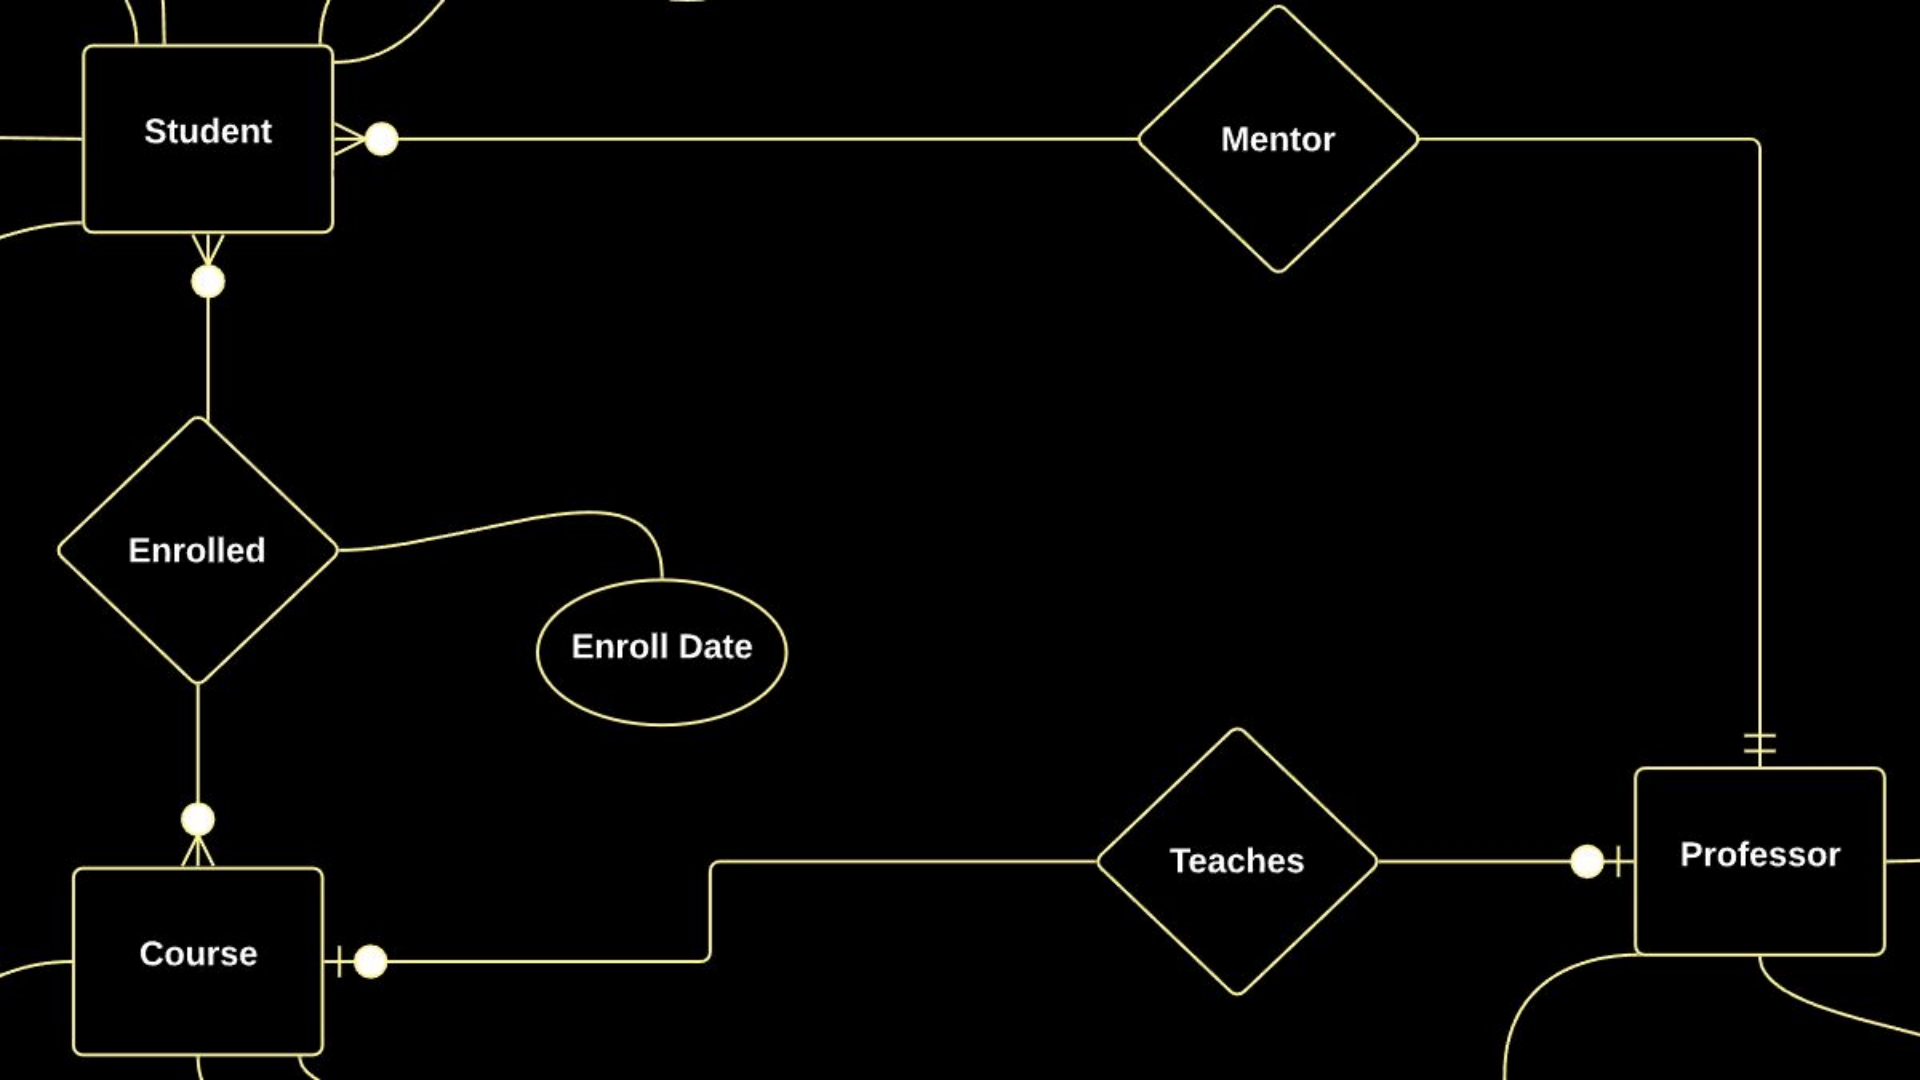 Student
Mentor
Enrolled
Enroll Date
Teaches
Professor
Course